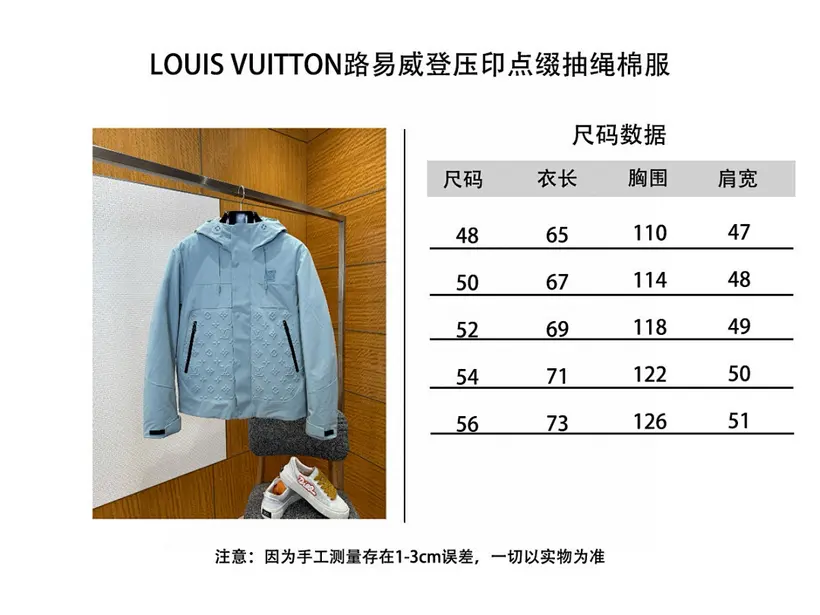 LOUIS VUITTON路易威登压印点缀抽绳棉服
尺码数据
尺码 衣长 胸围 肩宽
48 65 110 47
50 67 114 48
52 69 118 49
54 71 122 50
56 73 126 51
注意：因为手工测量存在1-3cm误差，一切以实物为准